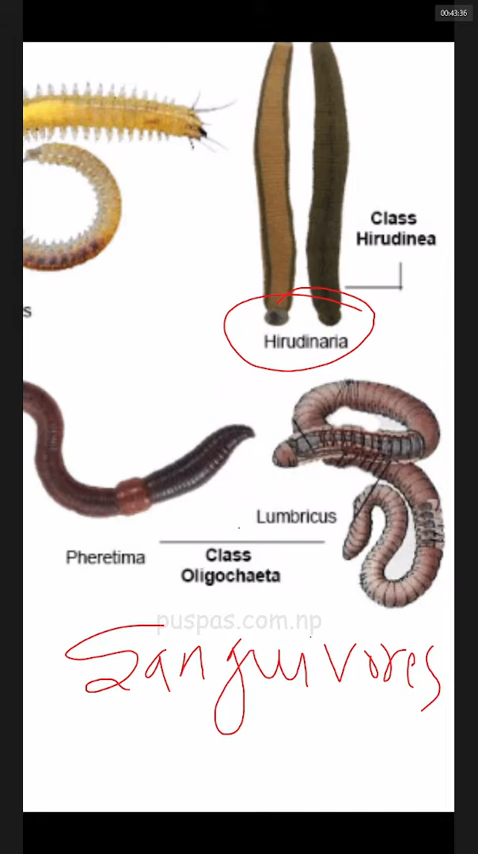 00:43:36
Class
Hirudinea
s
Hirudinaria
Lumbricus
Pheretima
Class
Oligochaeta
puspas.com.np
Sanguivores